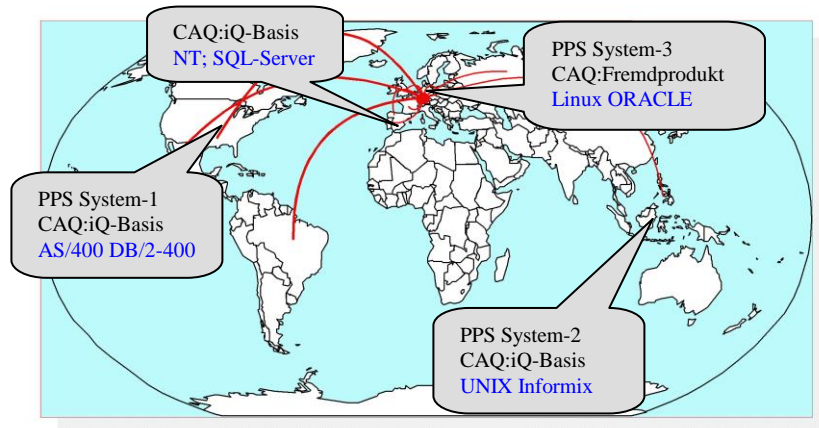 CAQ:iQ-Basis
NT; SQL-Server
PPS System-3
CAQ:Fremdprodukt
Linux ORACLE
PPS System-1
CAQ:iQ-Basis
AS/400 DB/2-400
PPS System-2
CAQ:iQ-Basis
UNIX Informix